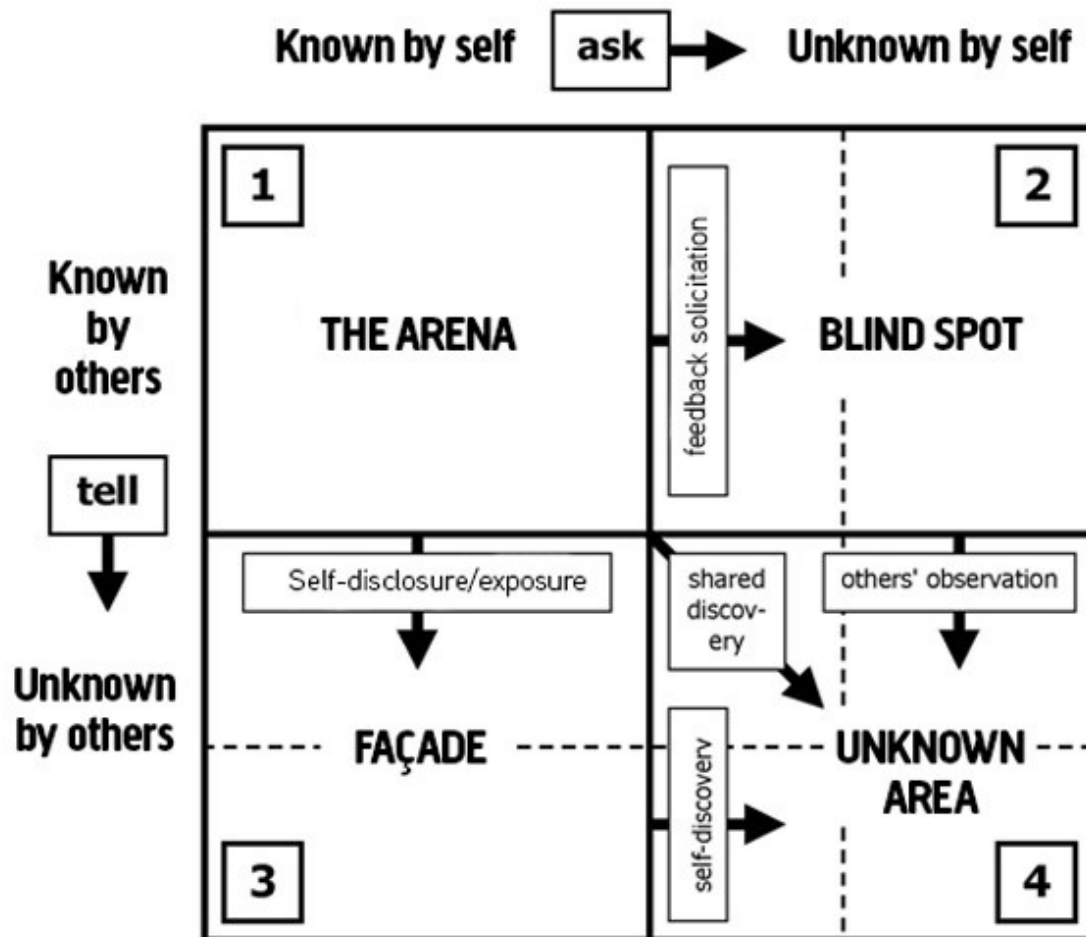 Known by self
ask
Unknown by self
1
2
Known
by
others
THE ARENA
feedback solicitation
BLIND SPOT
tell
Self-disclosure/exposure
shared
discov-
ery
others' observation
Unknown
by others
FAÇADE
self-discovery
UNKNOWN
AREA
3
4